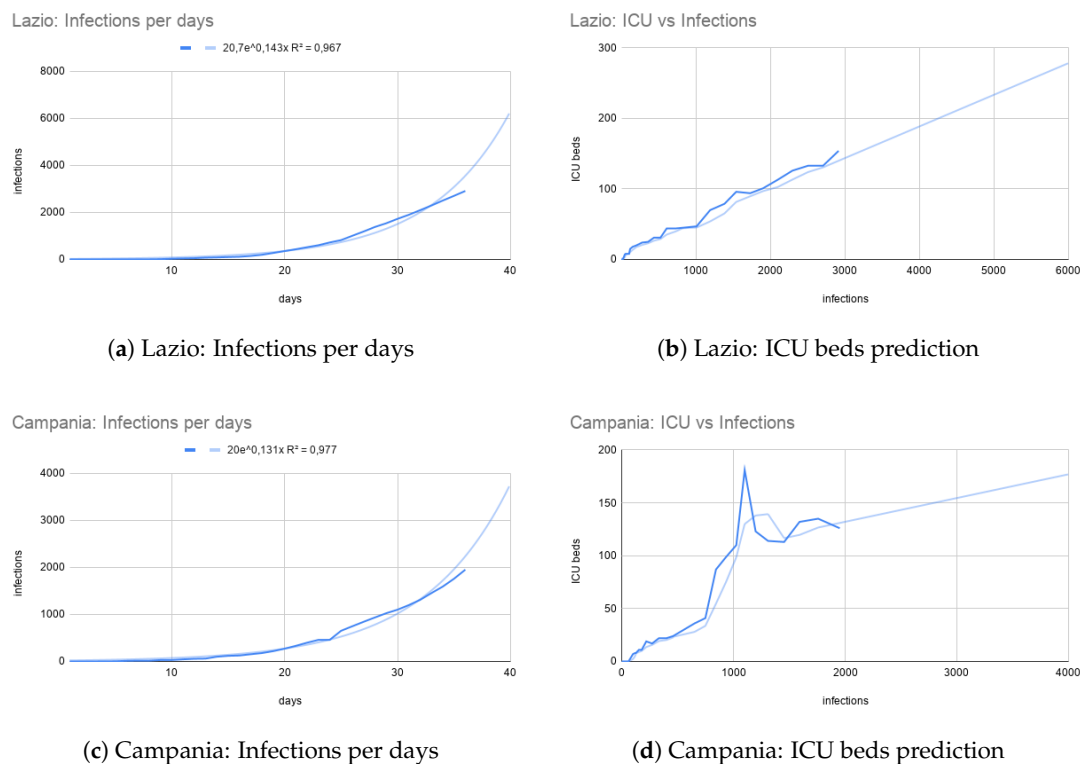 Lazio: Infections per days
20,7e^0,143x R² = 0,967
8000
6000
4000
2000
0
infections
10
20
30
40
days
(a) Lazio: Infections per days
Lazio: ICU vs Infections
300
200
100
0
ICU beds
1000
2000
3000
4000
5000
6000
infections
(b) Lazio: ICU beds prediction
Campania: Infections per days
20e^0,131x R² = 0,977
4000
3000
2000
1000
0
infections
10
20
30
40
days
(c) Campania: Infections per days
Campania: ICU vs Infections
200
150
100
50
0
ICU beds
0
1000
2000
3000
4000
infections
(d) Campania: ICU beds prediction